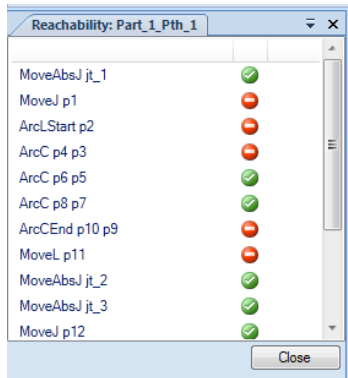 Reachability: Part_1_Pth_1
MoveAbsJ jt_1
MoveJ p1
ArcLStart p2
ArcC p4 p3
ArcC p6 p5
ArcC p8 p7
ArcCEnd p10 p9
MoveL p11
MoveAbsJ jt_2
MoveAbsJ jt_3
MoveJ p12
Close